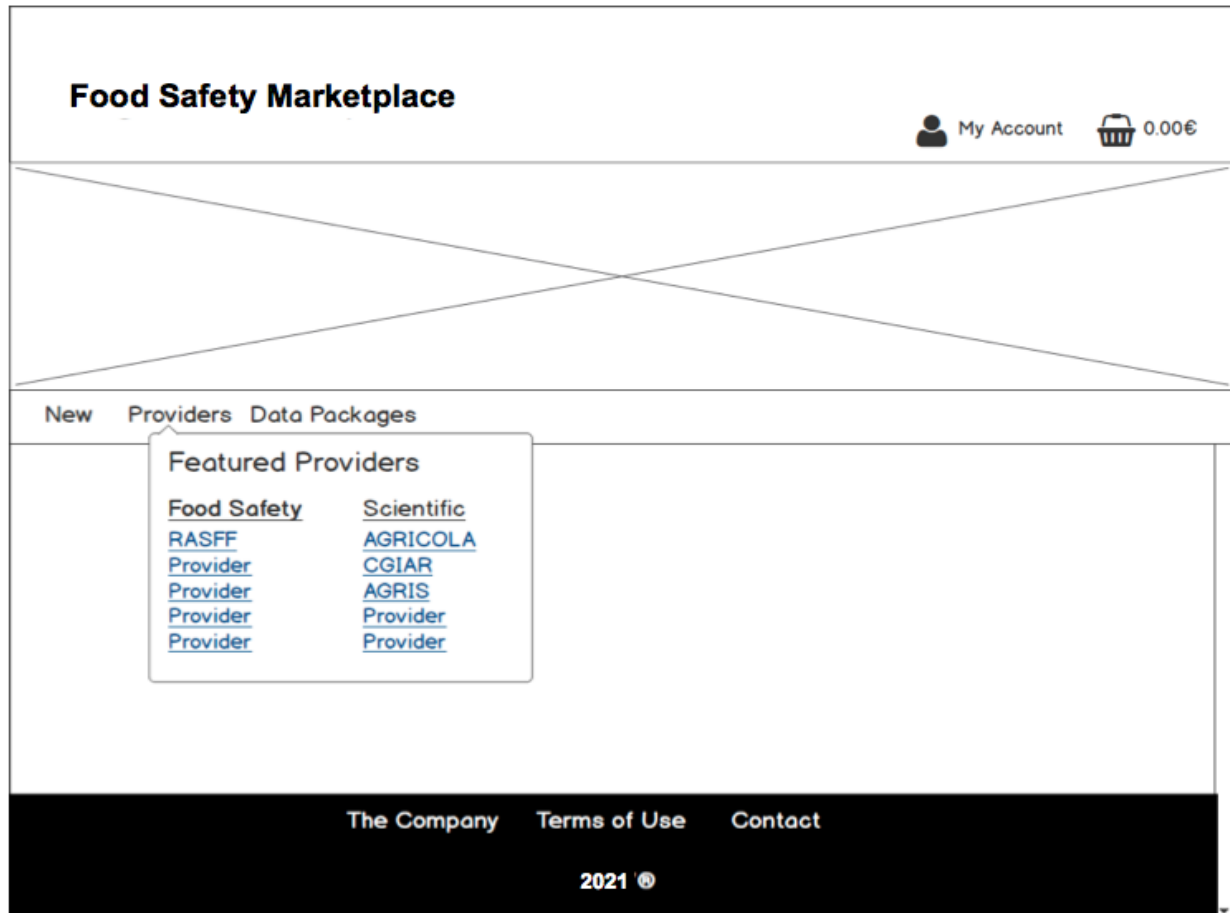 Food Safety Marketplace
My Account 0.00€
New Providers Data Packages
Featured Providers
Food Safety Scientific
RASFF AGRICOLA
Provider CGIAR
Provider AGRIS
Provider Provider
Provider Provider
The Company Terms of Use Contact
2021 ®